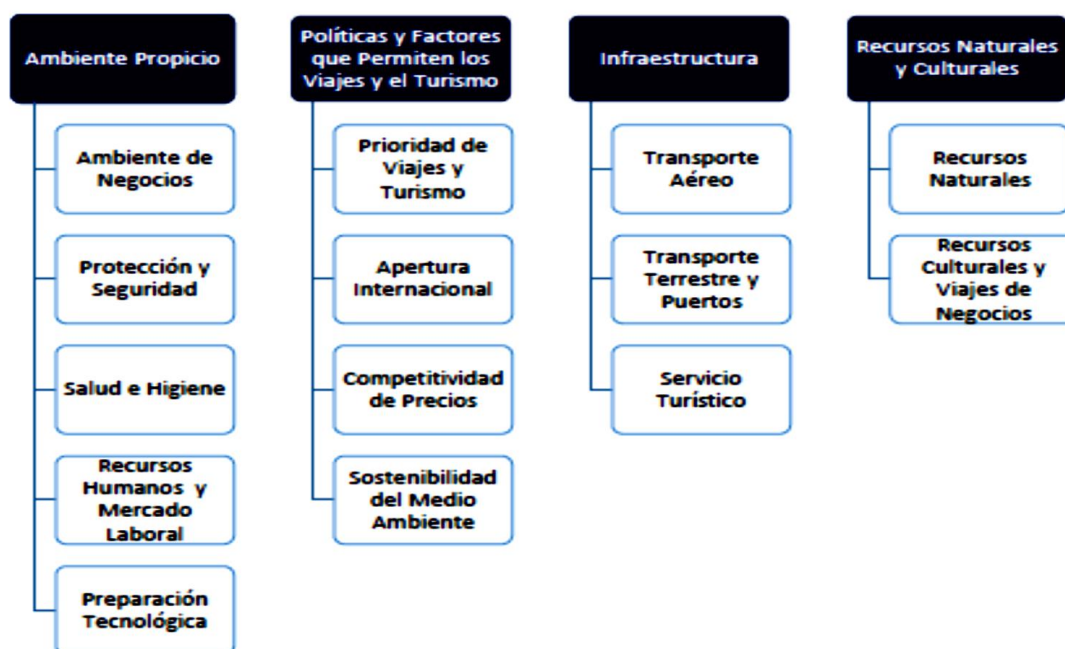 Ambiente Propicio
Ambiente de
Negocios
Protección y
Seguridad
Salud e Higiene
Recursos
Humanos y
Mercado
Laboral
Preparación
Tecnológica
Políticas y Factores
que Permiten los
Viajes y el Turismo
Prioridad de
Viajes y
Turismo
Apertura
Internacional
Competitividad
de Precios
Sostenibilidad
del Medio
Ambiente
Infraestructura
Transporte
Aéreo
Transporte
Terrestre y
Puertos
Servicio
Turístico
Recursos Naturales
y Culturales
Recursos
Naturales
Recursos
Culturales y
Viajes de
Negocios